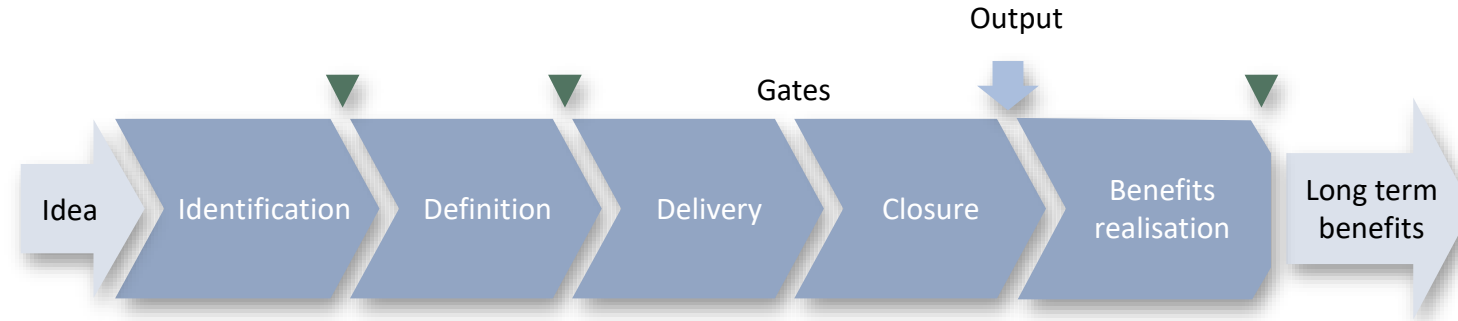 Output
Gates
Idea
Identification
Definition
Delivery
Closure
Benefits
realisation
Long term
benefits